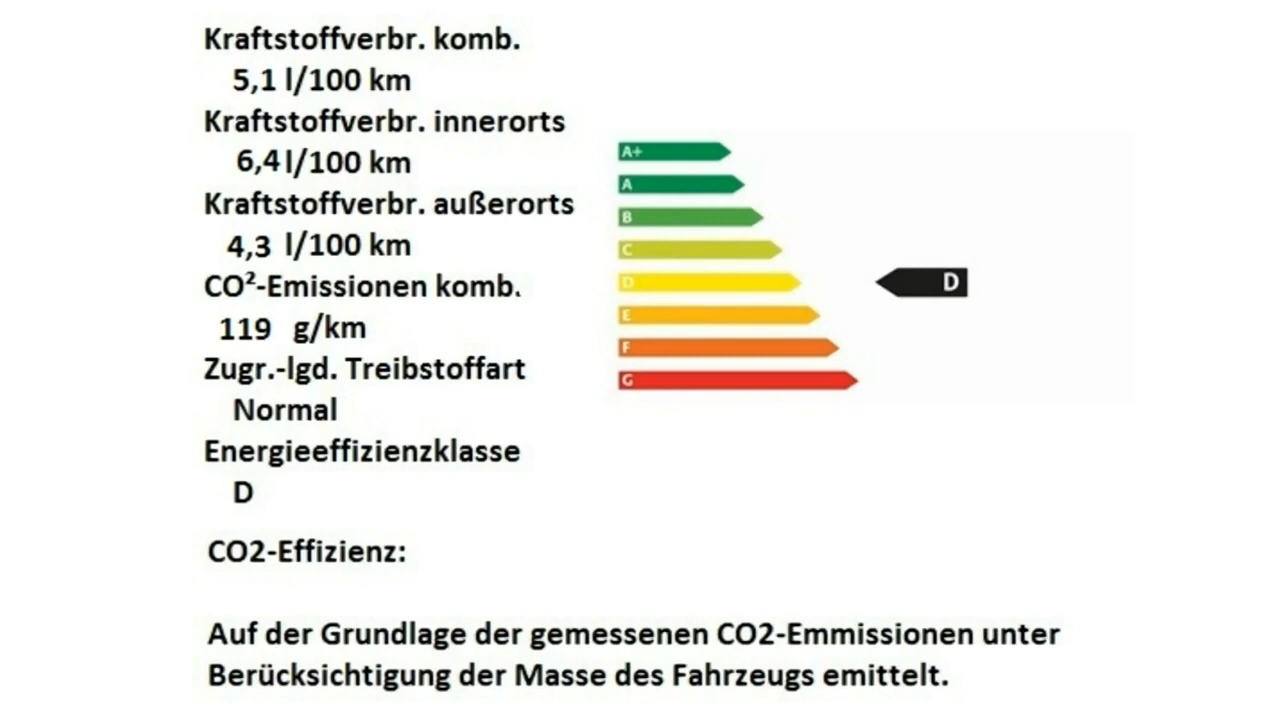 Kraftstoffverbr. komb.
5,1 l/100 km
Kraftstoffverbr. innerorts
6,4 l/100 km
Kraftstoffverbr. außerorts
4,3 l/100 km
CO²-Emissionen komb.
119 g/km
Zugr.-lgd. Treibstoffart
Normal
Energieeffizienzklasse
D
A+
A
B
C
D
D
E
F
G
CO2-Effizienz:
Auf der Grundlage der gemessenen CO2-Emmissionen unter
Berücksichtigung der Masse des Fahrzeugs emittelt.